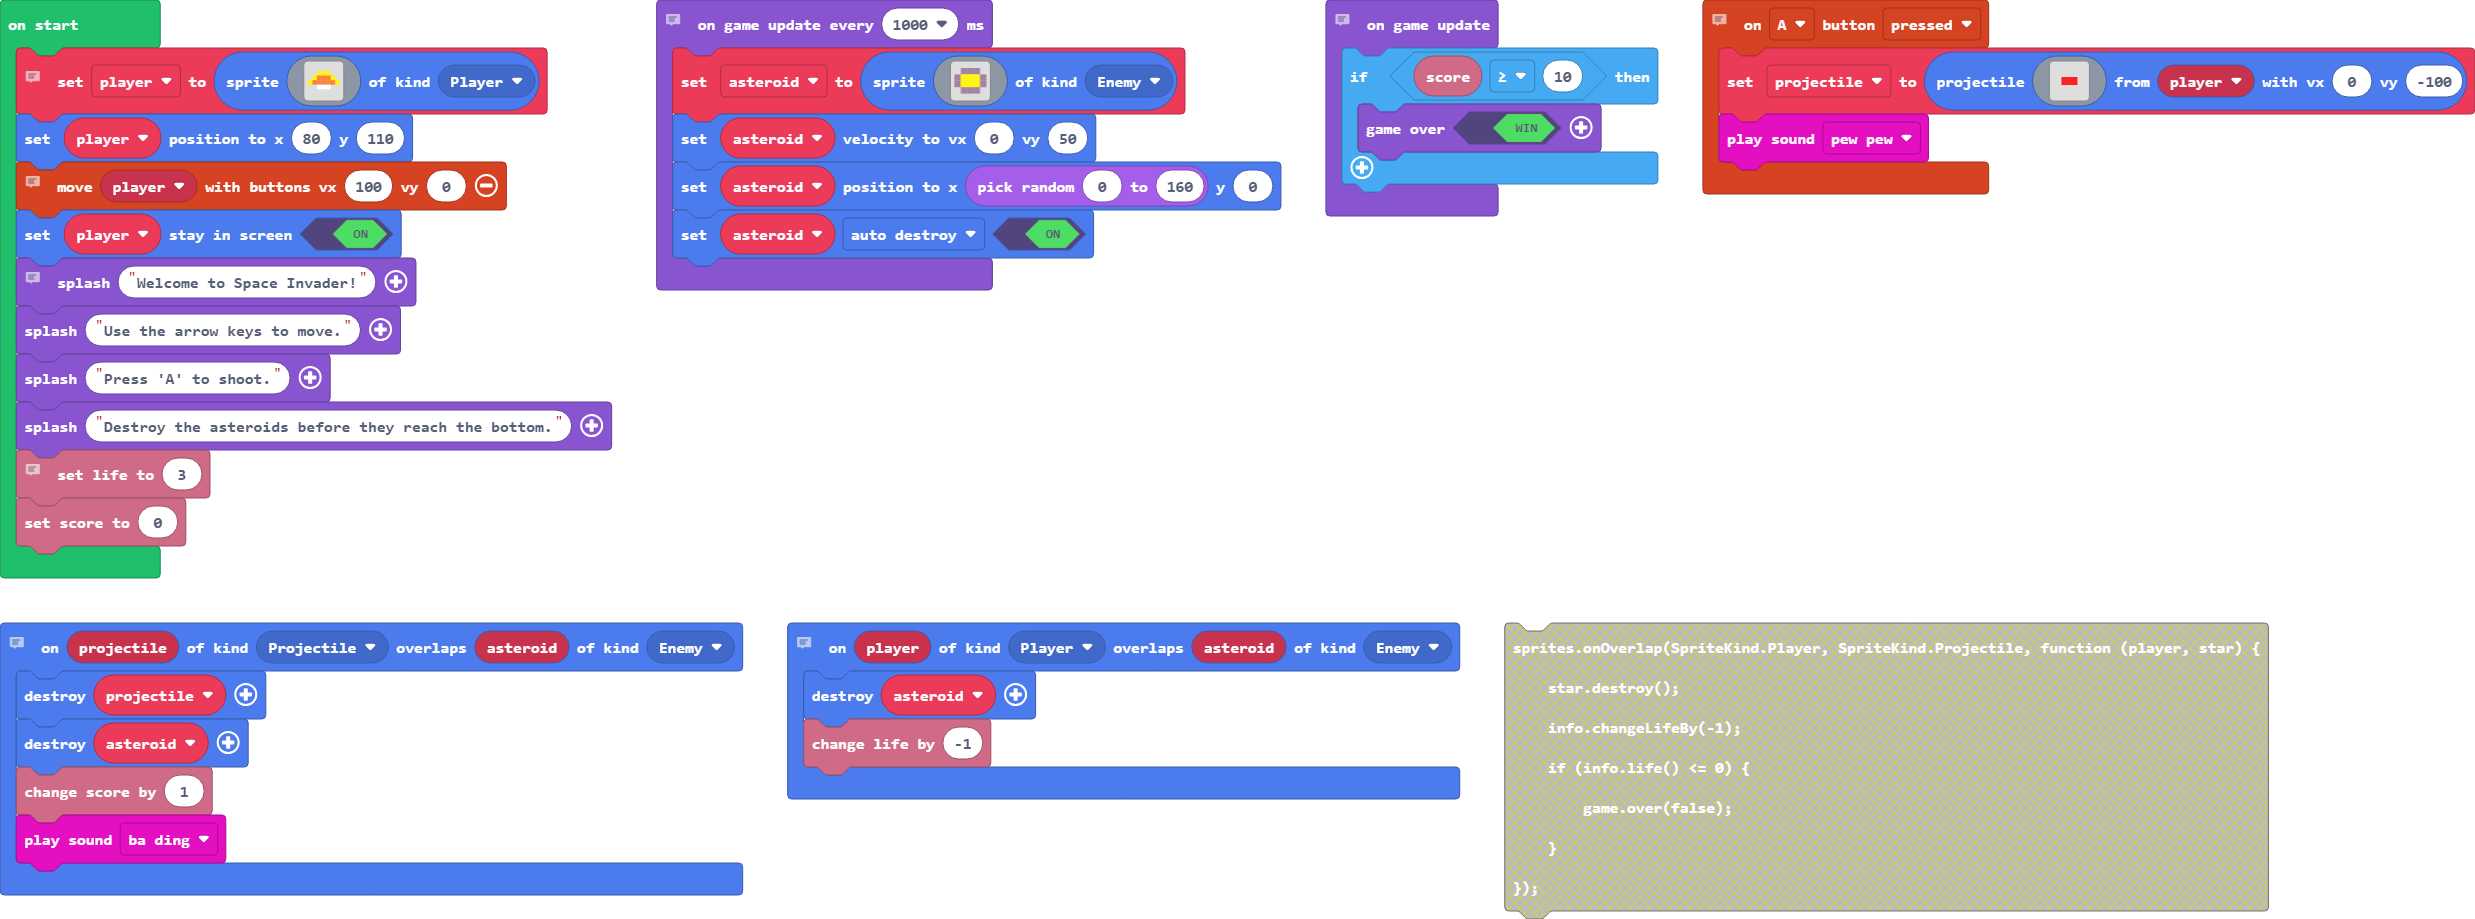 on start
set player to sprite of kind Player
set player position to x 80 y 110
move player with buttons vx 100 vy 0
set player stay in screen ON
splash "Welcome to Space Invader!"
splash "Use the arrow keys to move."
splash "Press 'A' to shoot."
splash "Destroy the asteroids before they reach the bottom."
set life to 3
set score to 0
on game update every 1000 ms
set asteroid to sprite of kind Enemy
set asteroid velocity to vx 0 vy 50
set asteroid position to x pick random 0 to 160 y 0
set asteroid auto destroy ON
on game update
if score ≥ 10 then
game over WIN
on A button pressed
set projectile to projectile from player with vx 0 vy -100
play sound pew pew
on projectile of kind Projectile overlaps asteroid of kind Enemy
destroy projectile
destroy asteroid
change score by 1
play sound ba ding
on player of kind Player overlaps asteroid of kind Enemy
destroy asteroid
change life by -1
sprites.onOverlap(SpriteKind.Player, SpriteKind.Projectile, function (player, star) {
star.destroy();
info.changeLifeBy(-1);
if (info.life() <= 0) {
game.over(false);
}
});